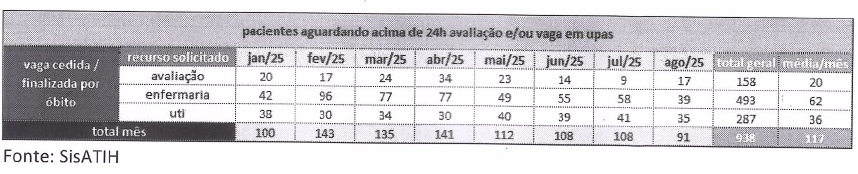 pacientes aguardando acima de 24h avaliação e/ou vaga em upas
vaga cedida / finalizada por óbito
recurso solicitado jan/25 fev/25 mar/25 abr/25 mai/25 jun/25 jul/25 ago/25 total geral média/mês
avaliação 20 17 24 34 23 14 9 17 158 20
enfermaria 42 96 77 77 49 55 58 39 493 62
uti 38 30 34 30 40 39 41 35 287 36
total mês 100 143 135 141 112 108 108 91 938 117
Fonte: SisATIH